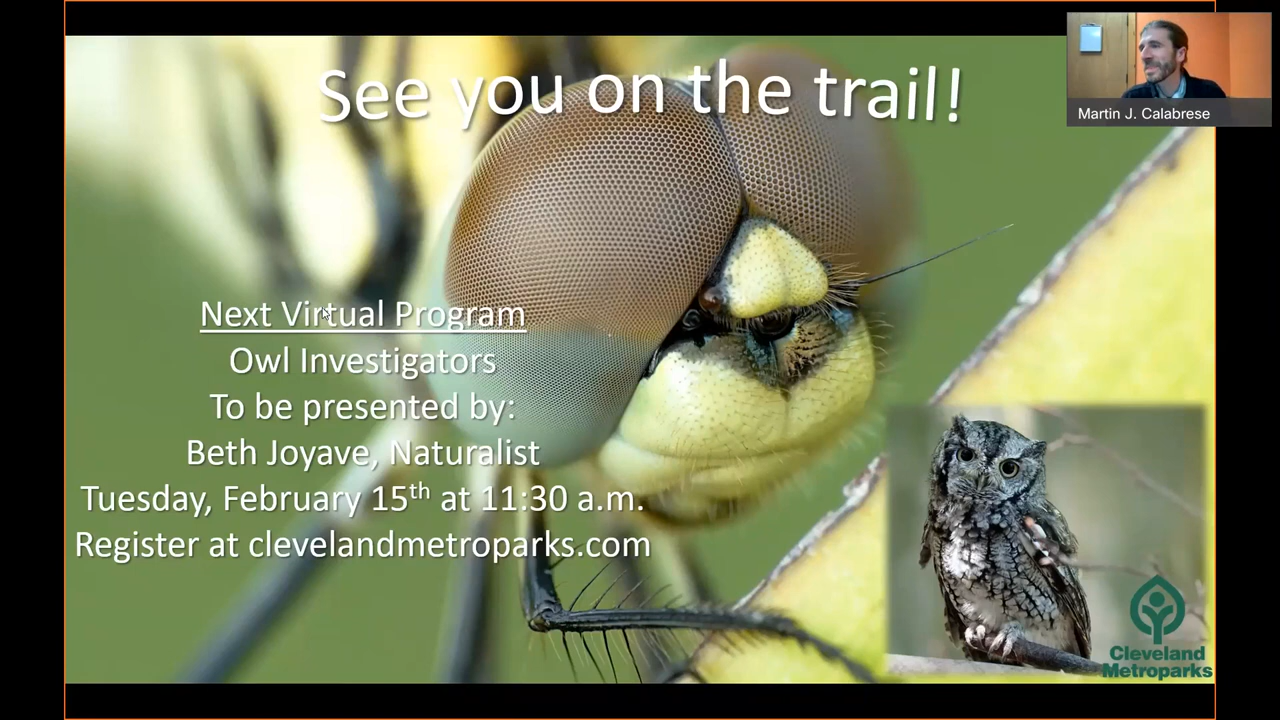 See you on the trail!
Martin J. Calabrese
Next Virtual Program
Owl Investigators
To be presented by:
Beth Joyave, Naturalist
Tuesday, February 15th at 11:30 a.m.
Register at clevelandmetroparks.com
Cleveland
Metroparks